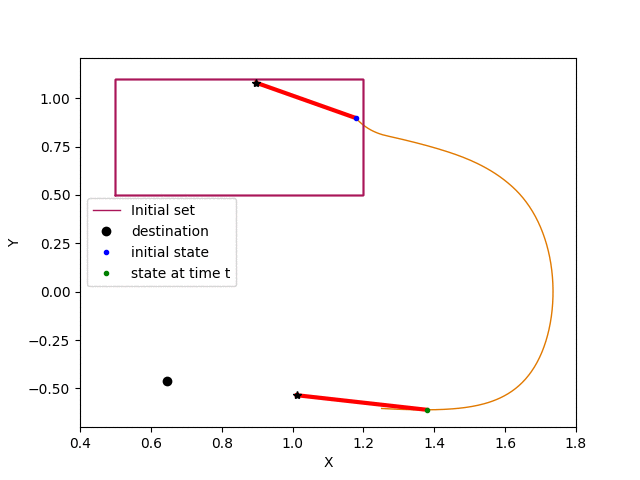 1.00
0.75
0.50
0.25
0.00
−0.25
−0.50
Y
Initial set
destination
initial state
state at time t
0.4 0.6 0.8 1.0 1.2 1.4 1.6 1.8
X